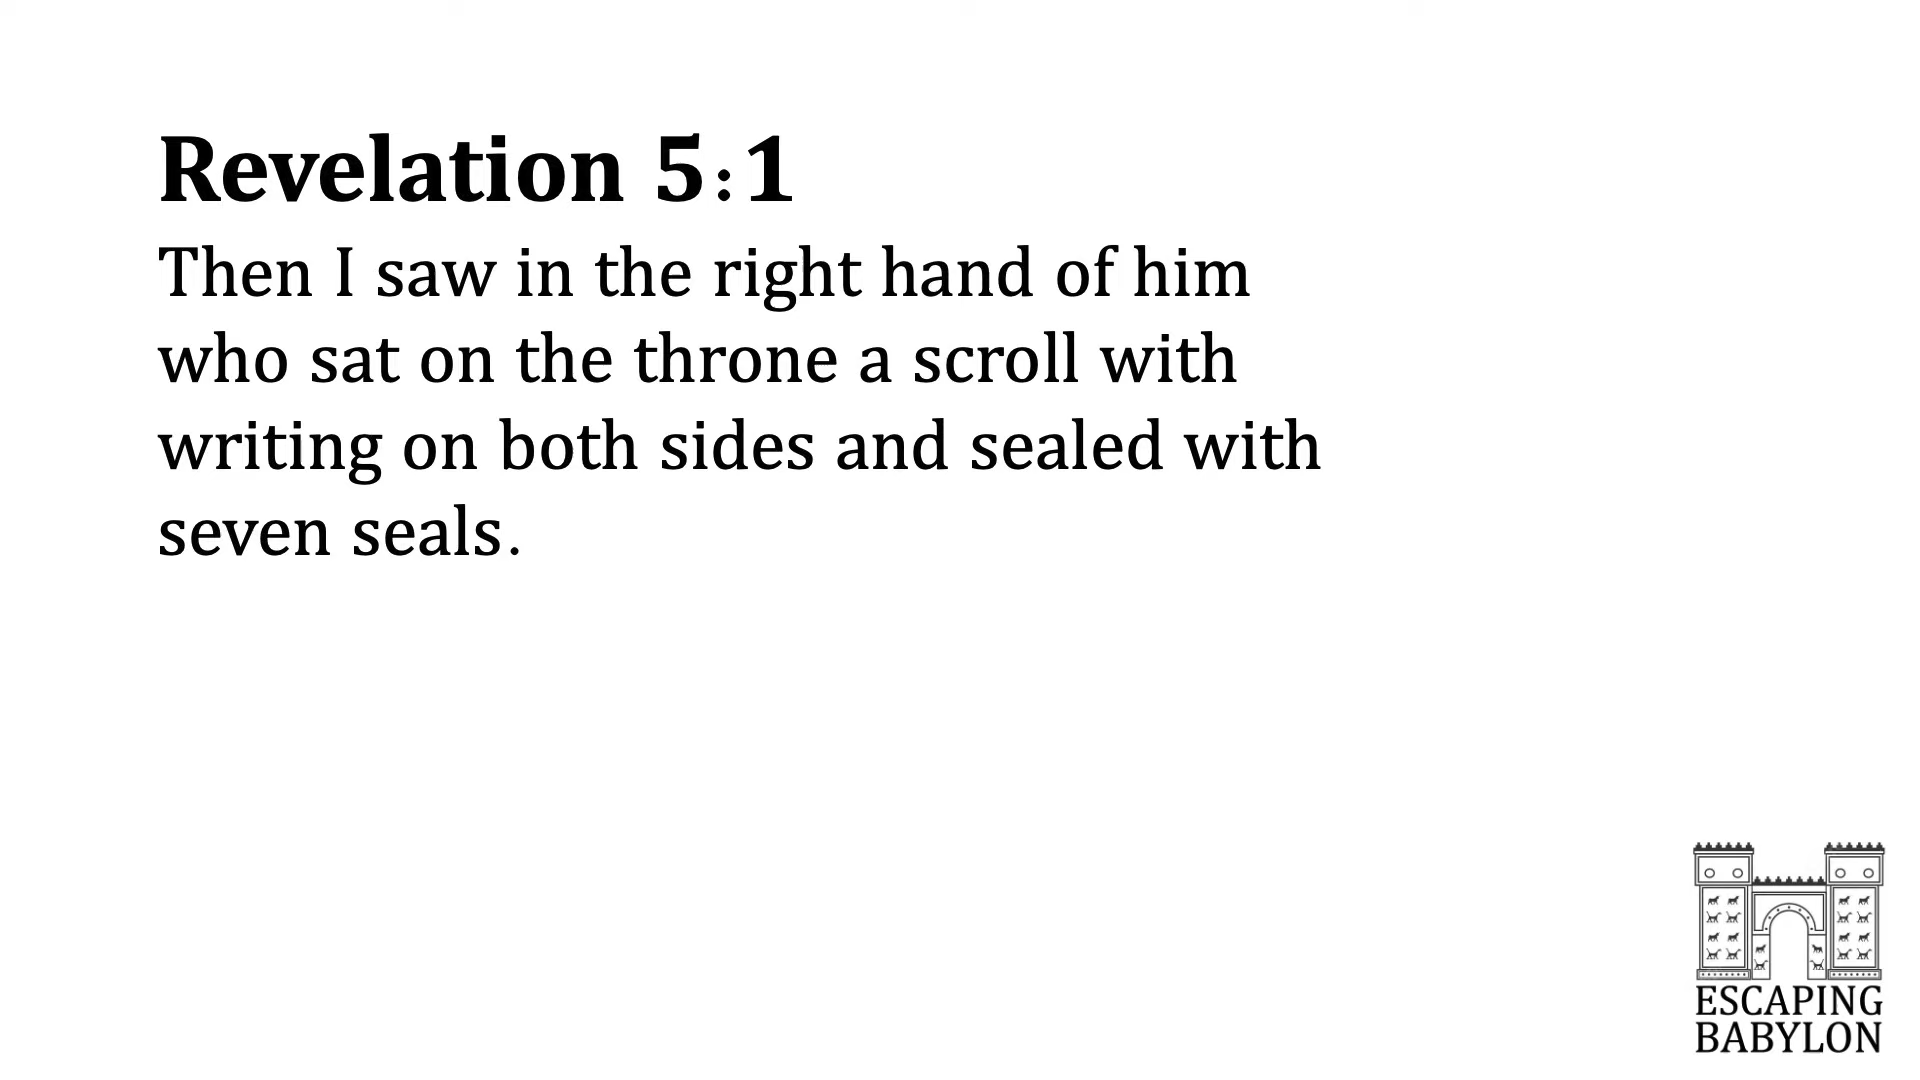 Revelation 5:1
Then I saw in the right hand of him
who sat on the throne a scroll with
writing on both sides and sealed with
seven seals.
ESCAPING
BABYLON